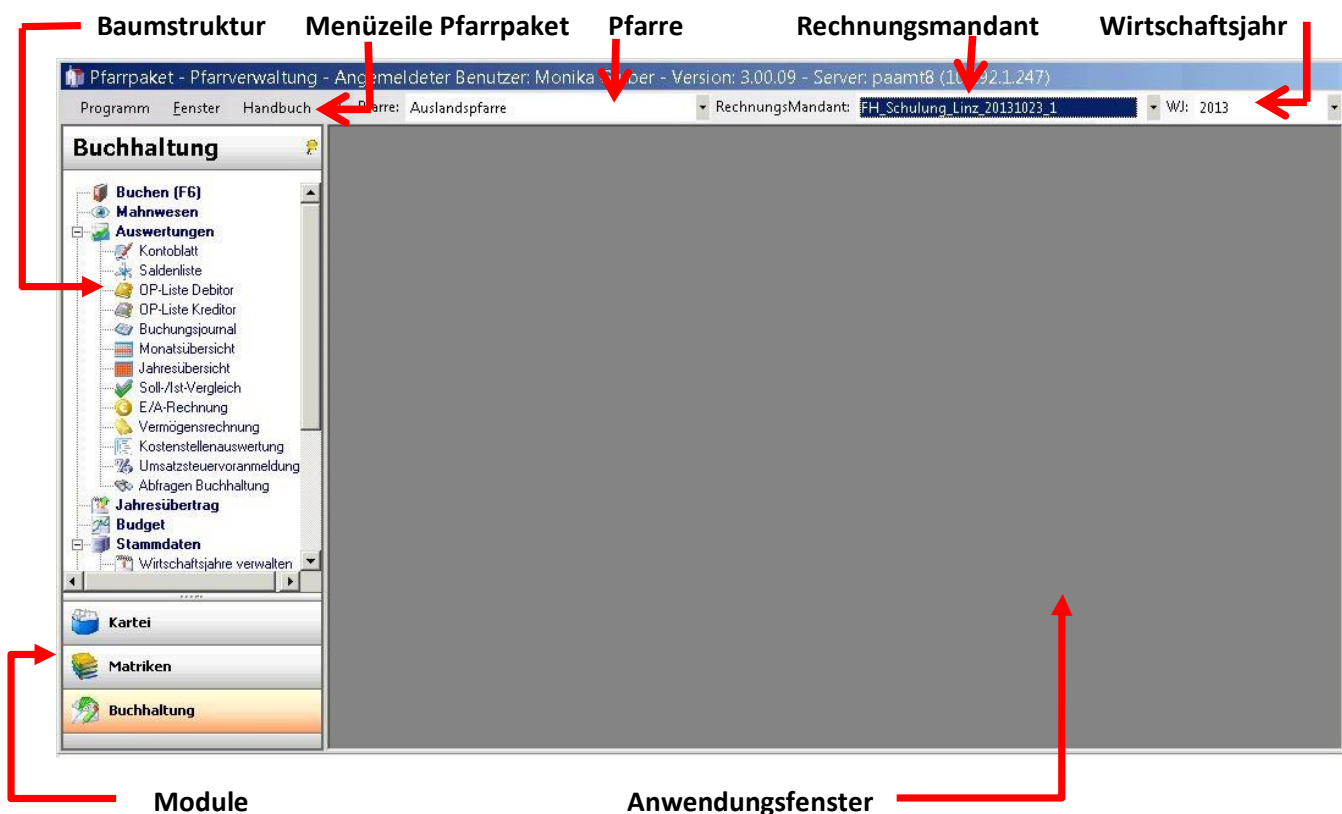 Baumstruktur Menüzeile Pfarrpaket Pfarre Rechnungsmandant Wirtschaftsjahr
Pfarrpaket - Pfarrverwaltung - Angemeldeter Benutzer: Monika - Version: 3.00.09 - Server: paamt8
Programm Fenster Handbuch Pfarre: Auslandspfarre RechnungsMandant: FH_Schulung_Linz_20131023_1 WJ: 2013
Buchhaltung
Buchen (F6)
Mahnwesen
Auswertungen
Kontoblatt
Saldenliste
OP-Liste Debitor
OP-Liste Kreditor
Buchungsjournal
Monatsübersicht
Jahresübersicht
Soll-/Ist-Vergleich
E/A-Rechnung
Vermögensrechnung
Kostenstellenauswertung
Umsatzsteuervoranmeldung
Abfragen Buchhaltung
Jahresübertrag
Budget
Stammdaten
Wirtschaftsjahre verwalten
Kartei
Matriken
Buchhaltung
Module Anwendungsfenster